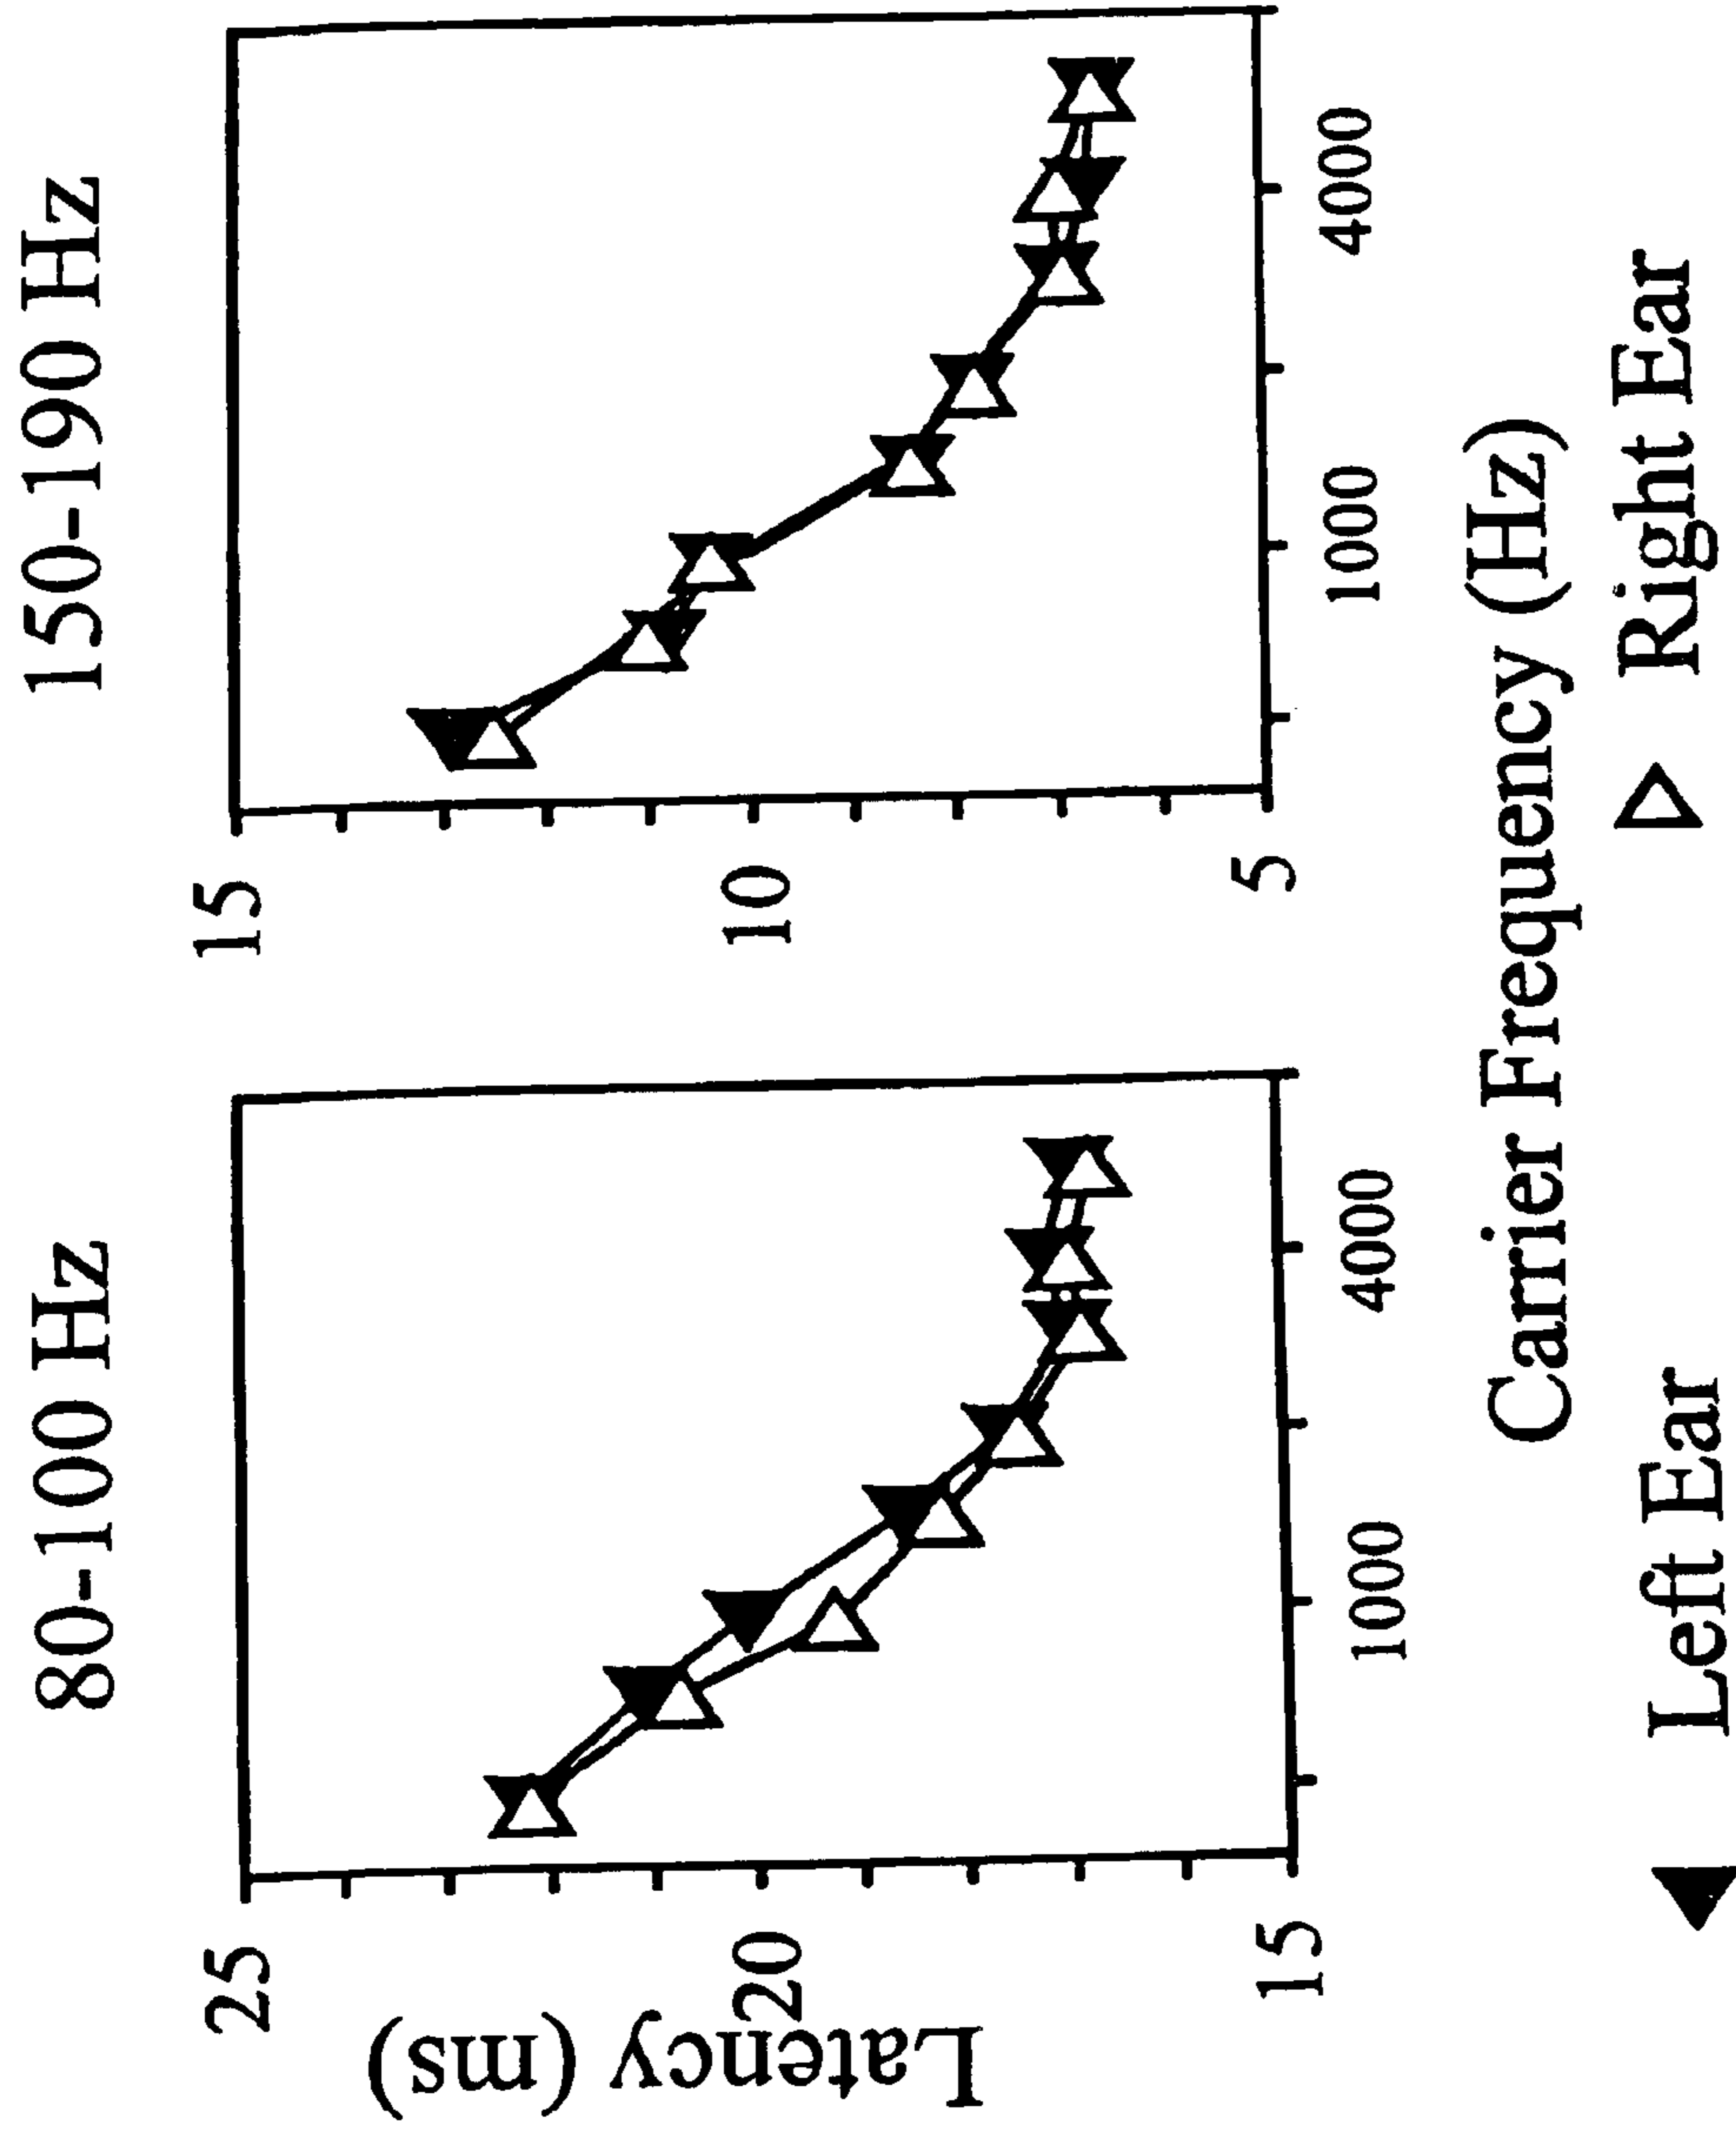 80-100 Hz
150-190 Hz
Latency (ms)
25
20
15
15
10
5
1000
4000
1000
4000
Carrier Frequency (Hz)
Left Ear
Right Ear